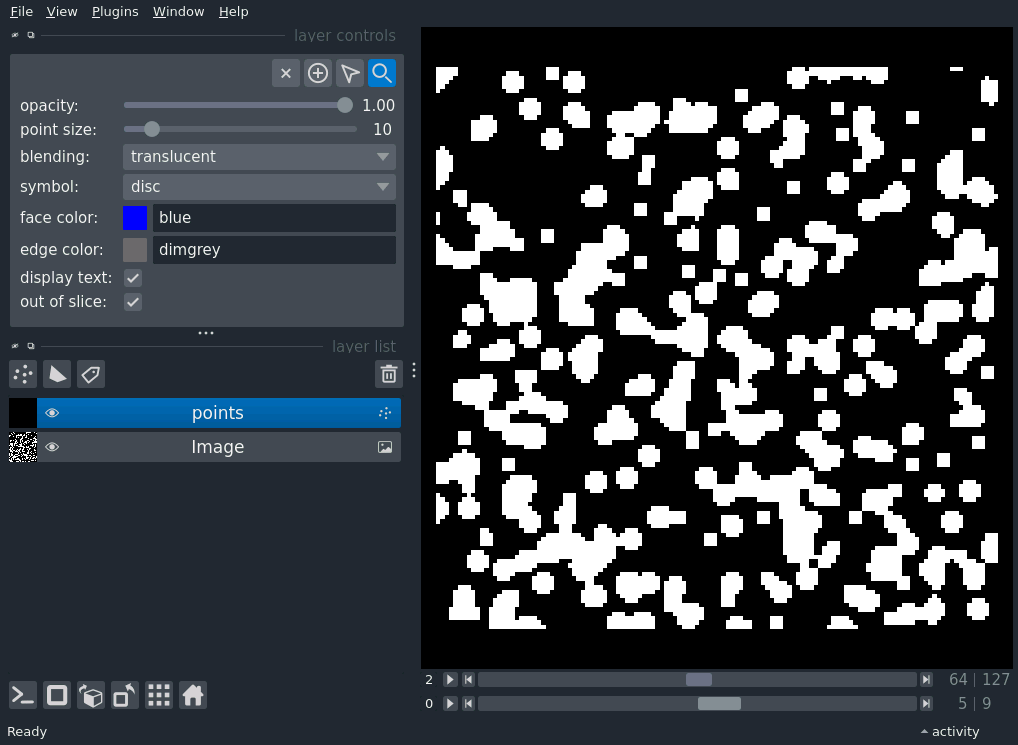 File View Plugins Window Help
layer controls
opacity: 1.00
point size: 10
blending: translucent
symbol: disc
face color: blue
edge color: dimgrey
display text:
out of slice:
layer list
points
Image
2 64 | 127
0 5 | 9
Ready activity